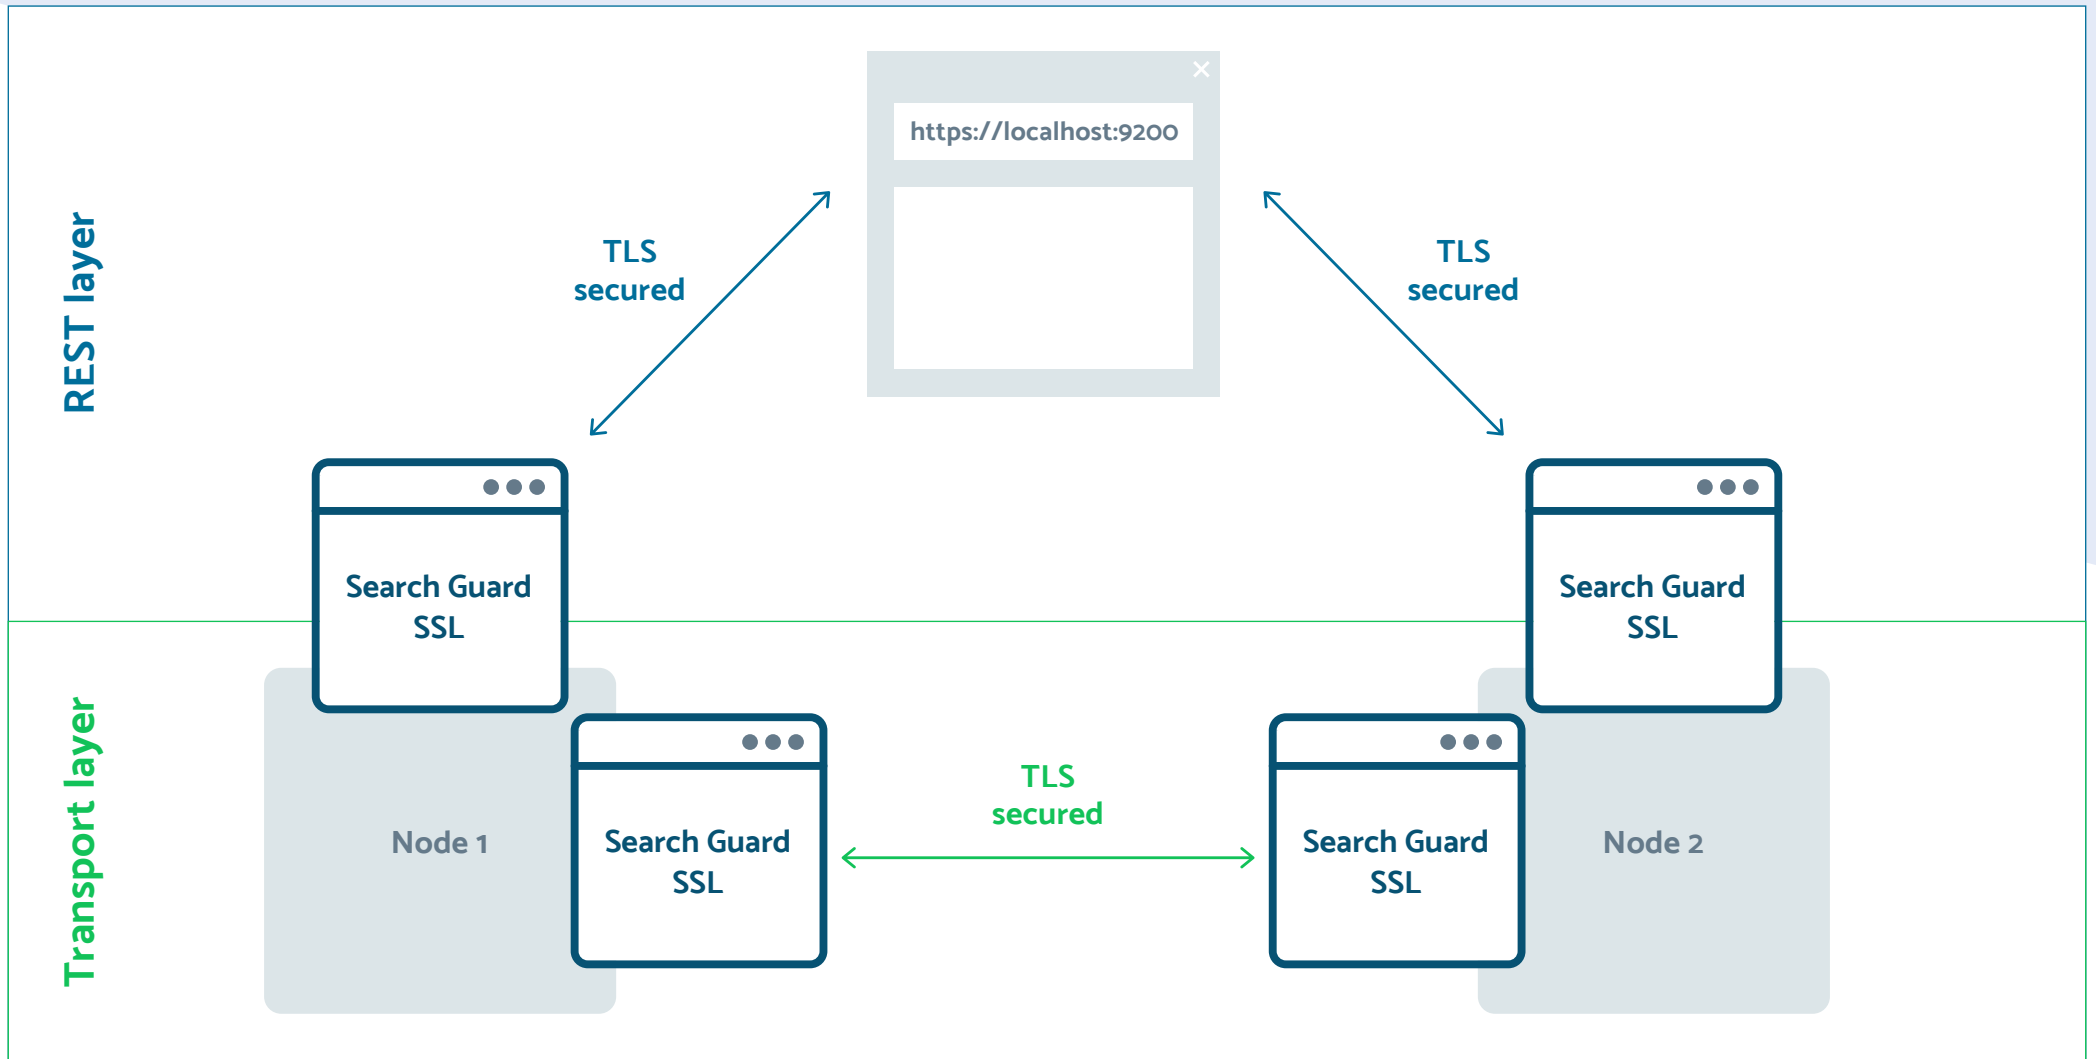 https://localhost:9200
REST layer
TLS
secured
TLS
secured
Search Guard
SSL
Search Guard
SSL
Transport layer
Node 1
Search Guard
SSL
TLS
secured
Search Guard
SSL
Node 2